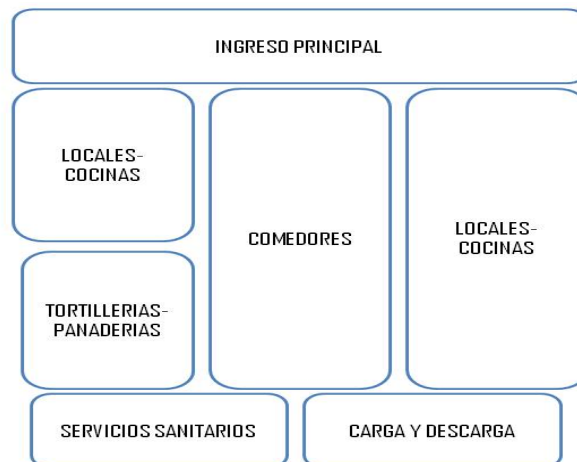 INGRESO PRINCIPAL
LOCALES-
COCINAS
COMEDORES
LOCALES-
COCINAS
TORTILLERIAS-
PANADERIAS
SERVICIOS SANITARIOS
CARGA Y DESCARGA